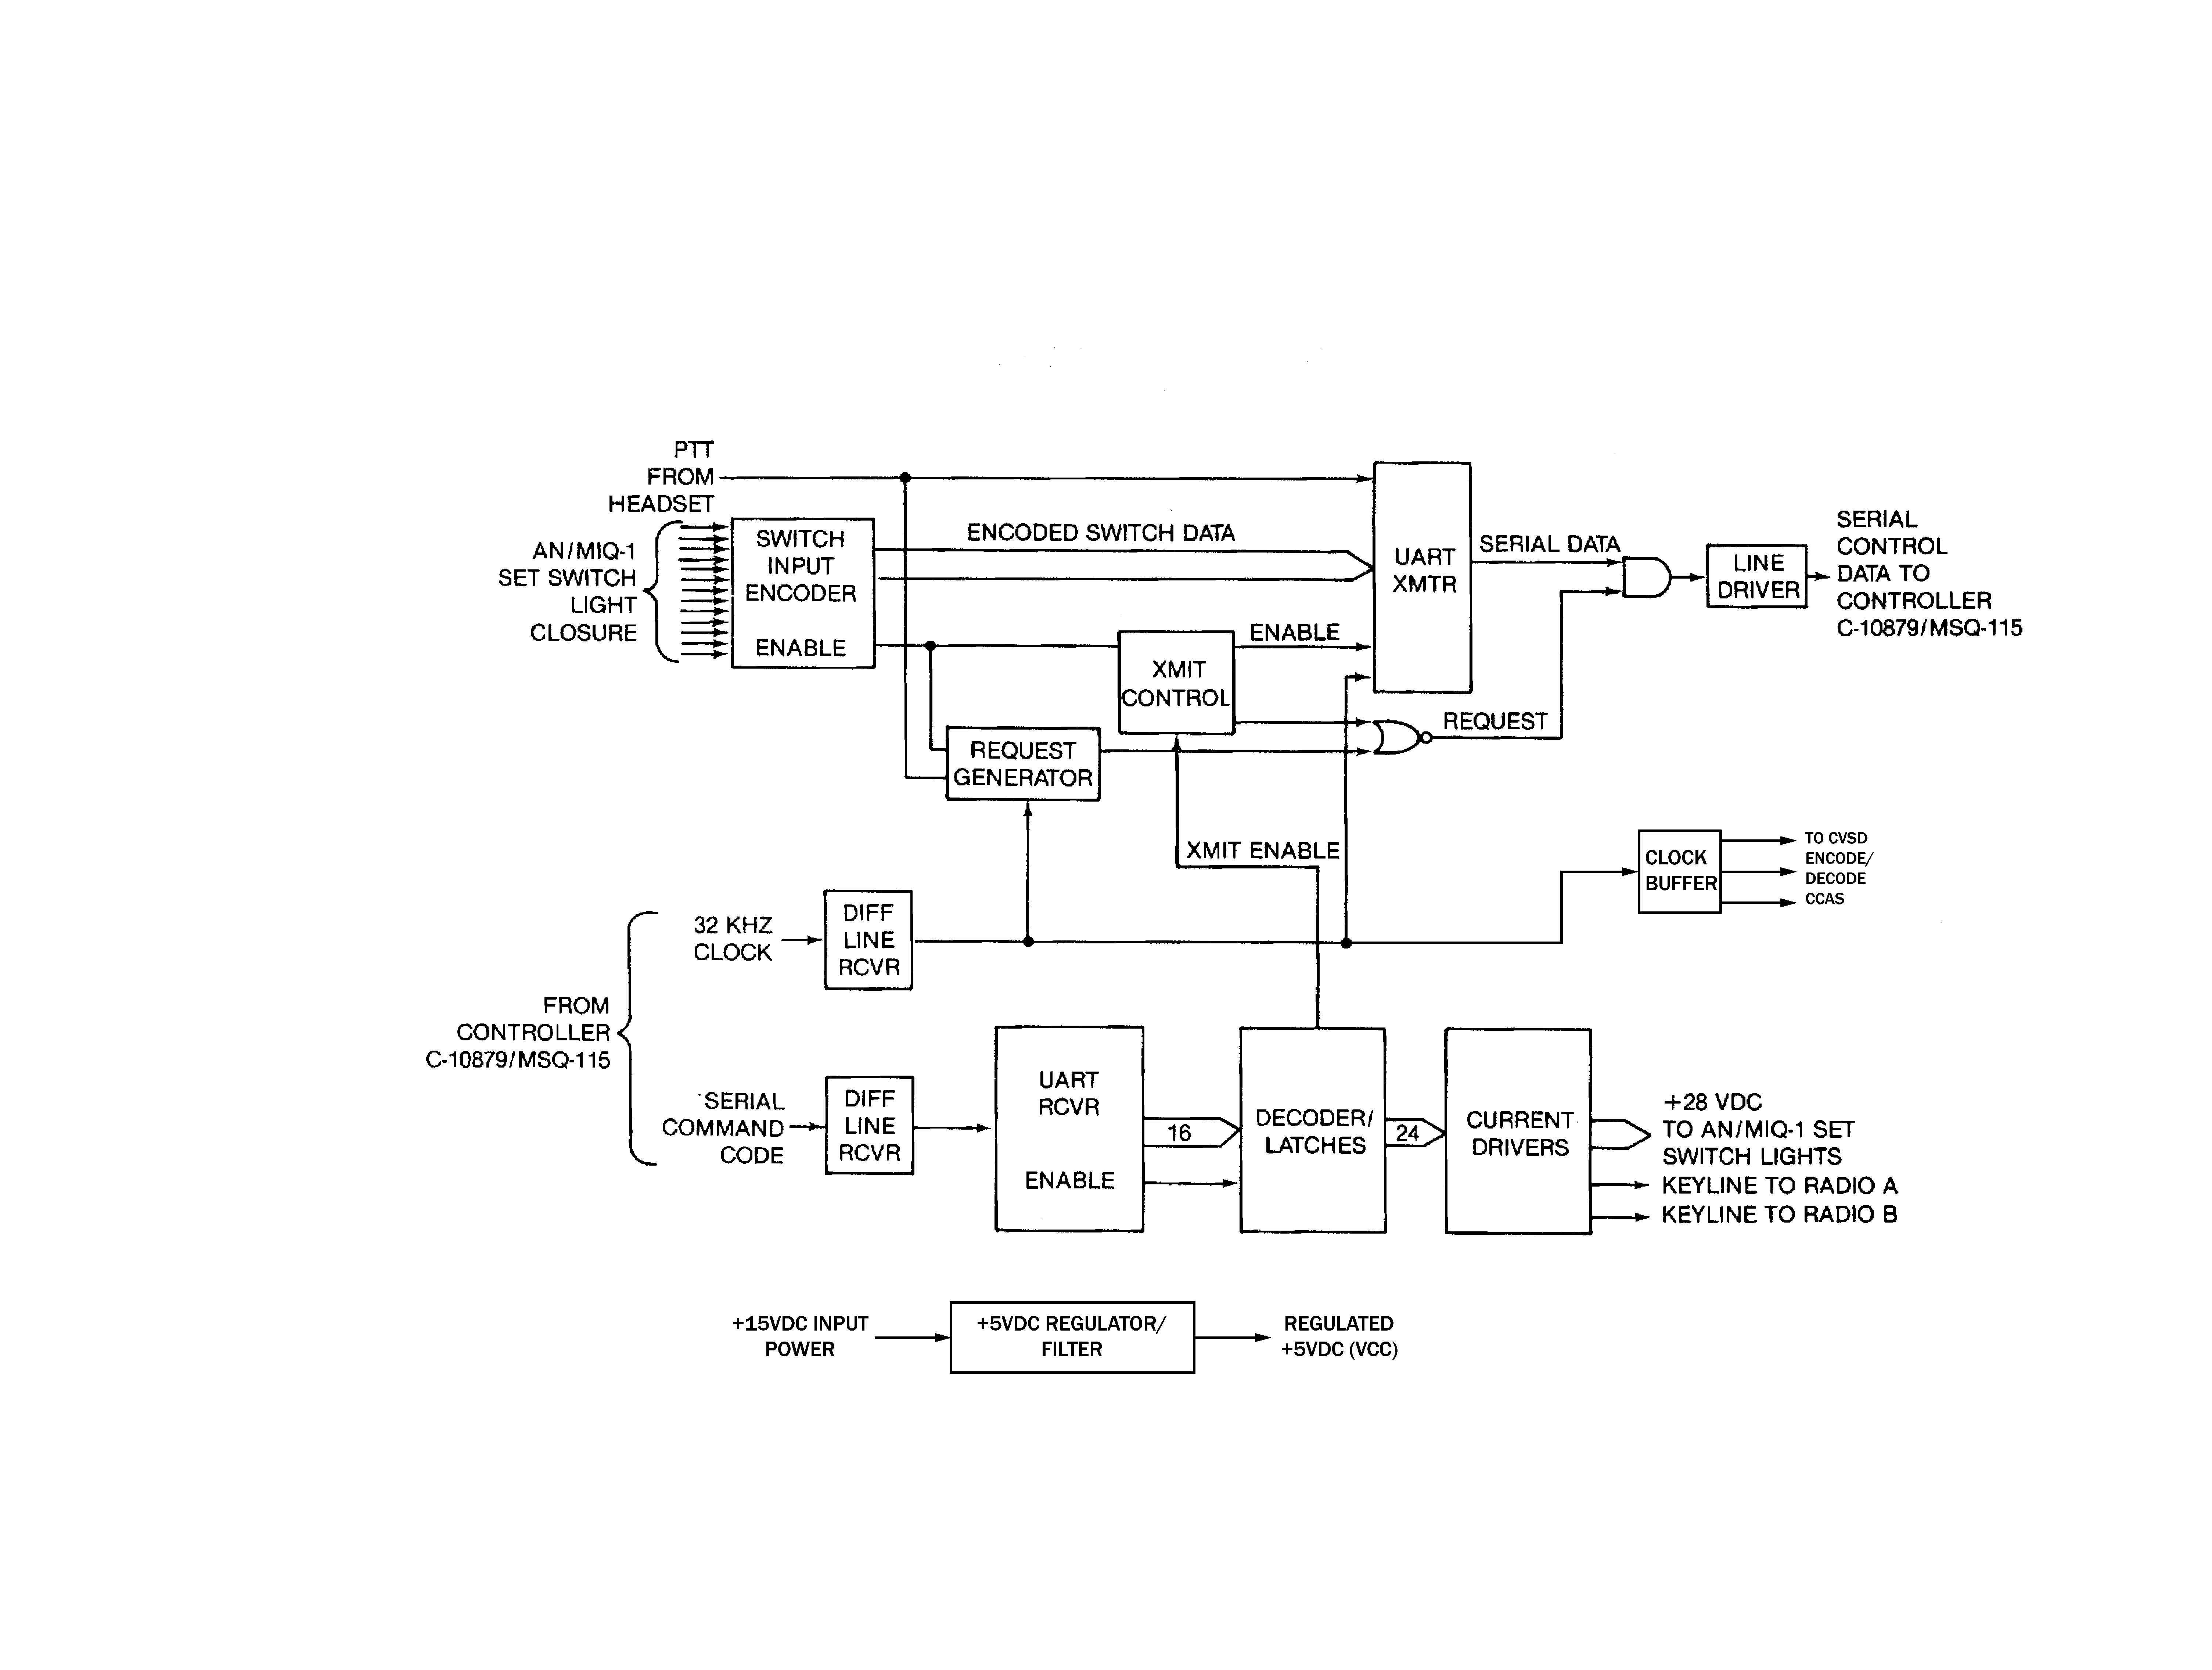 PTT
FROM
HEADSET
AN/MIQ-1
SET SWITCH
LIGHT
CLOSURE
SWITCH
INPUT
ENCODER
ENABLE
ENCODED SWITCH DATA
UART
XMTR
SERIAL DATA
LINE
DRIVER
SERIAL
CONTROL
DATA TO
CONTROLLER
C-10879/MSQ-115
ENABLE
XMIT
CONTROL
REQUEST
REQUEST
GENERATOR
XMIT ENABLE
CLOCK
BUFFER
TO CVSD
ENCODE/
DECODE
CCAS
32 KHZ
CLOCK
DIFF
LINE
RCVR
FROM
CONTROLLER
C-10879/MSQ-115
SERIAL
COMMAND
CODE
DIFF
LINE
RCVR
UART
RCVR
ENABLE
16
DECODER/
LATCHES
24
CURRENT
DRIVERS
+28 VDC
TO AN/MIQ-1 SET
SWITCH LIGHTS
KEYLINE TO RADIO A
KEYLINE TO RADIO B
+15VDC INPUT
POWER
+5VDC REGULATOR/
FILTER
REGULATED
+5VDC (VCC)